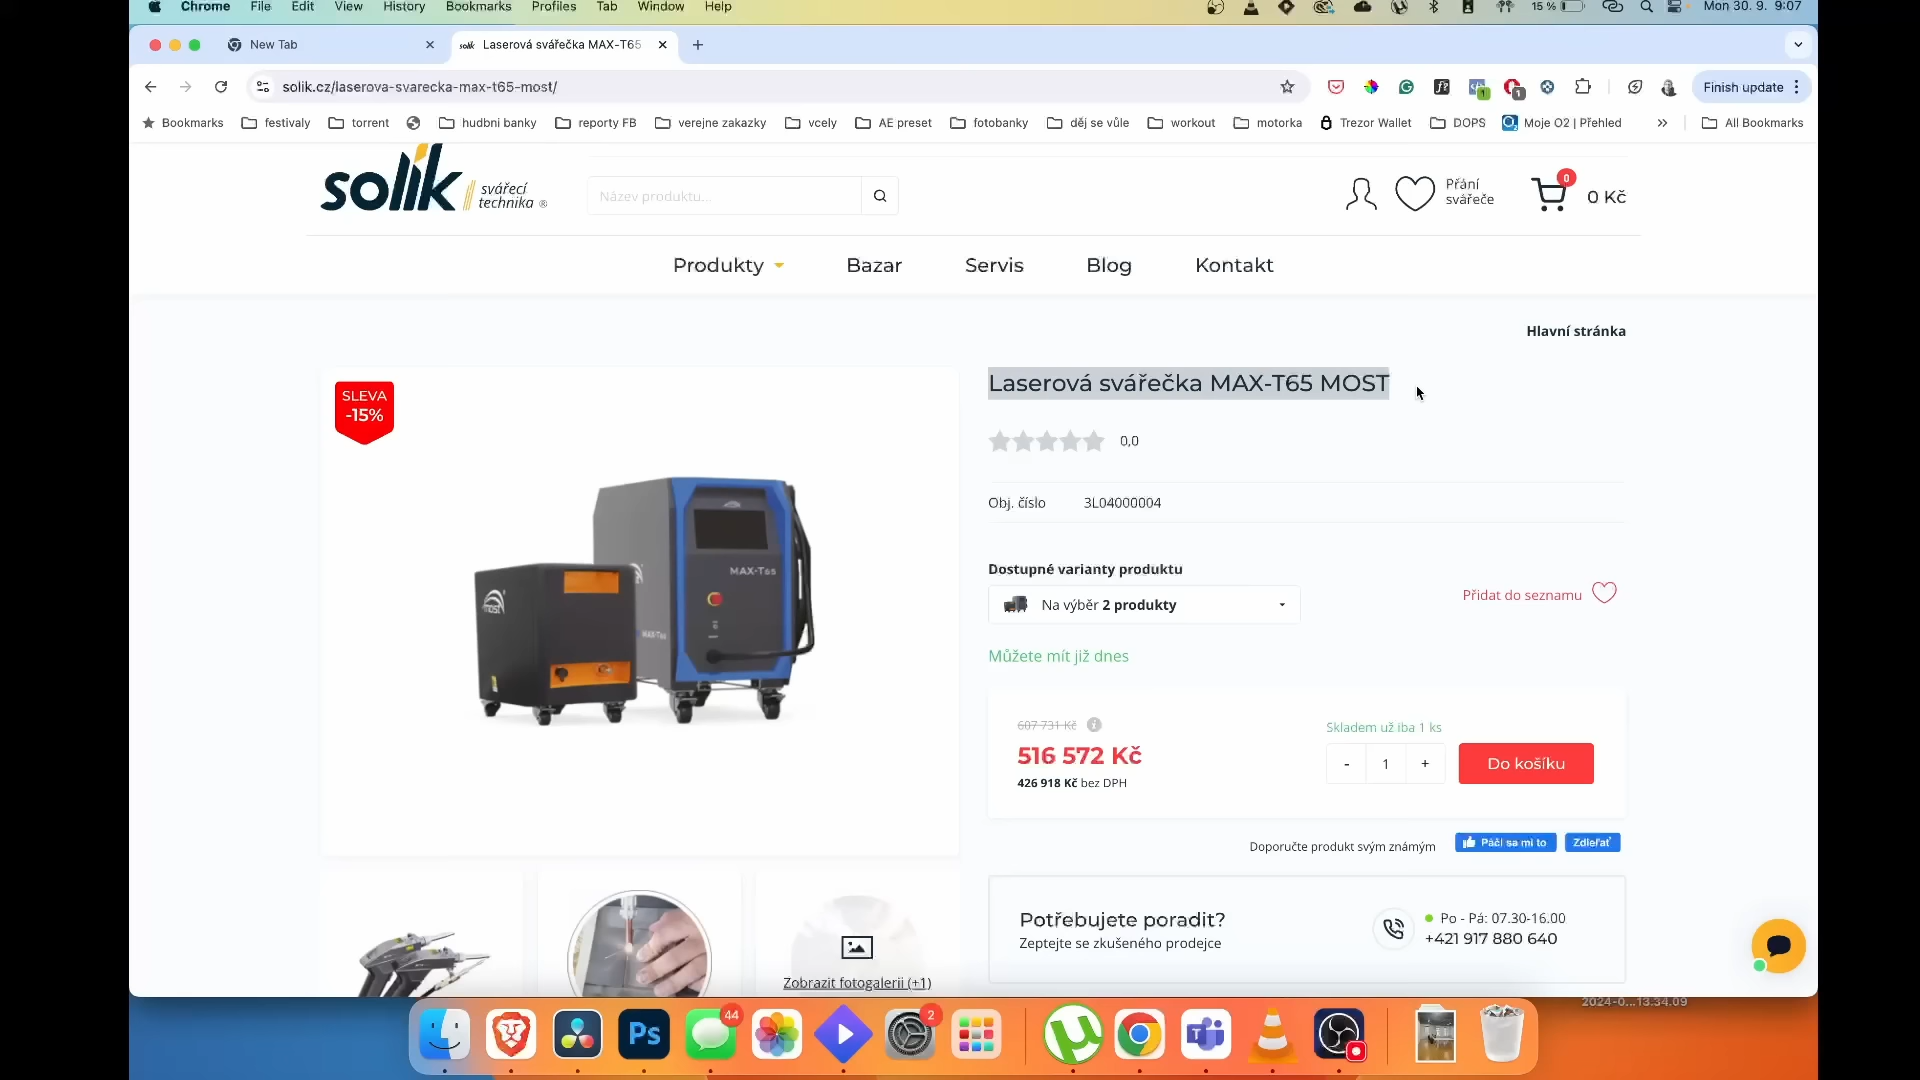 Chrome File Edit View History Bookmarks Profiles Tab Window Help 15 % Mon 30. 9. 9:07
New Tab
solik Laserová svářečka MAX-T65
solik.cz/laserova-svarecka-max-t65-most/
1
1
Finish update
Bookmarks festivaly torrent hudbni banky reporty FB verejne zakazky vcely AE preset fotobanky děj se vůle workout motorka Trezor Wallet DOPS Moje O2 | Přehled » All Bookmarks
solík svářecí technika ®
Název produktu...
Přání svářeče
0
0 Kč
Produkty Bazar Servis Blog Kontakt
Hlavní stránka
SLEVA
-15%
MAX-T65
MAX-T65
most
Laserová svářečka MAX-T65 MOST
0,0
Obj. číslo 3L04000004
Dostupné varianty produktu
Na výběr 2 produkty
Přidat do seznamu
Můžete mít již dnes
607 731 Kč
516 572 Kč
426 918 Kč bez DPH
Skladem už iba 1 ks
- 1 +
Do košíku
Doporučte produkt svým známým
Páči sa mi to
Zdieľať
Zobrazit fotogalerii (+1)
Potřebujete poradit?
Zeptejte se zkušeného prodejce
Po - Pá: 07.30-16.00
+421 917 880 640
2024-0...13.34.09
Ps
44
2